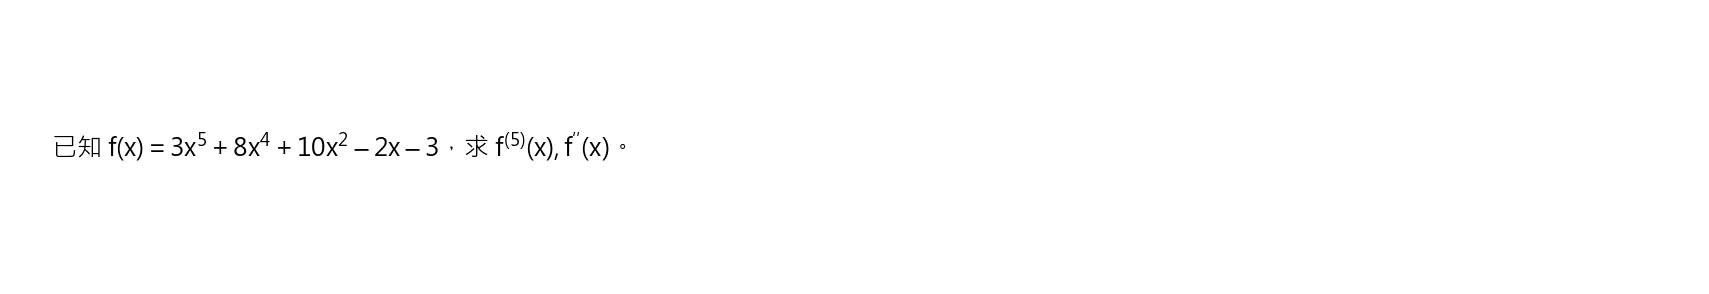 已知 f(x) = 3x⁵ + 8x⁴ + 10x² – 2x – 3，求 f⁽⁵⁾(x), f′′(x)。